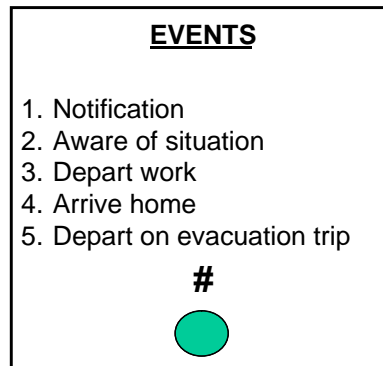 EVENTS
1. Notification
2. Aware of situation
3. Depart work
4. Arrive home
5. Depart on evacuation trip
#